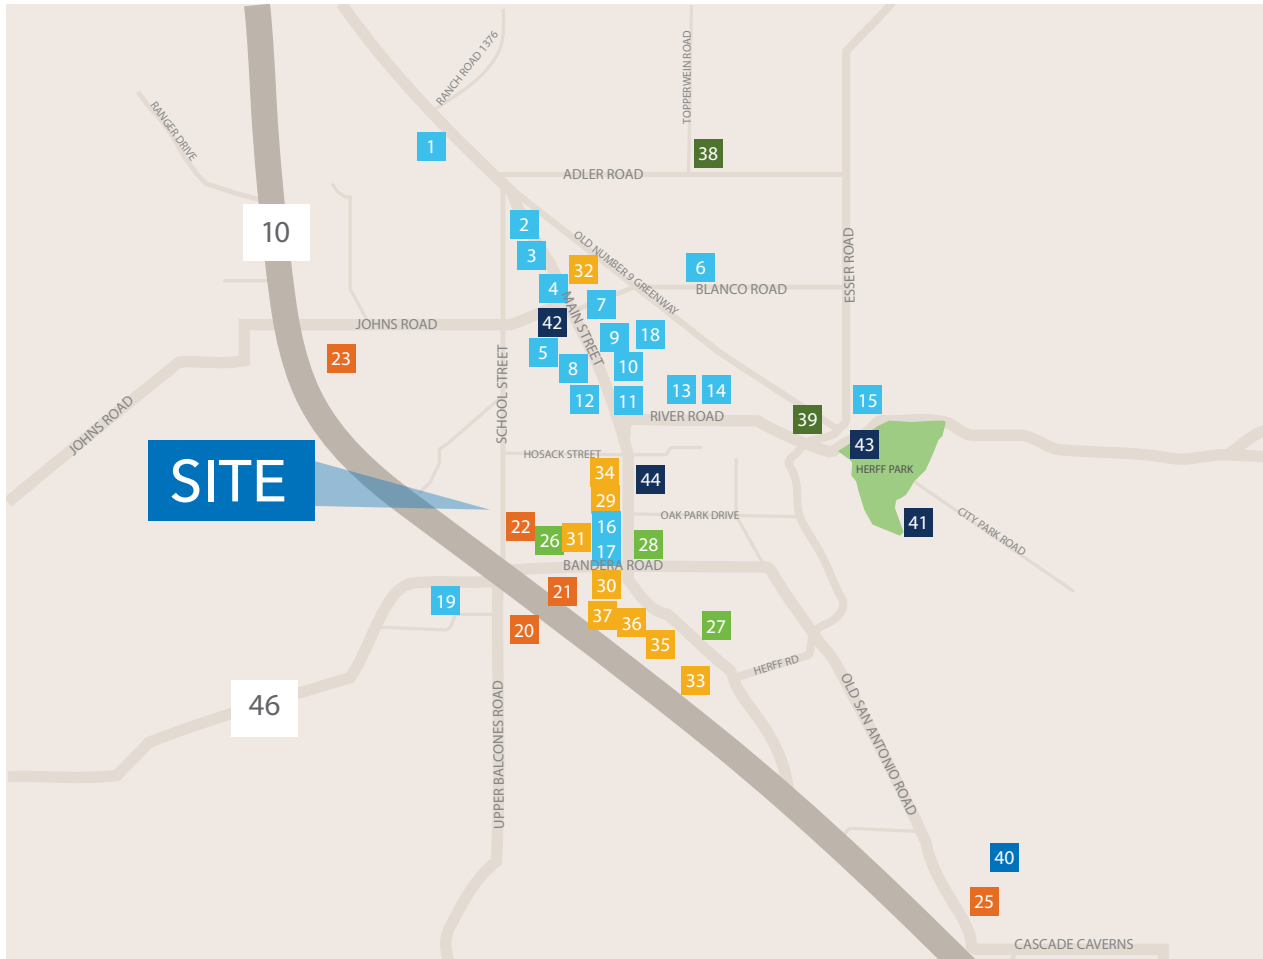 RANCH ROAD 1376
TOPPERWEIN ROAD
RANGER DRIVE
1
38
ADLER ROAD
10
2
3
32
OLD NUMBER 9 GREENWAY
6
ESSER ROAD
4
BLANCO ROAD
7
MAIN STREET
42
JOHNS ROAD
9
18
23
5
8
10
SCHOOL STREET
12
11
13
14
15
RIVER ROAD
39
JOHNS ROAD
43
HOSACK STREET
HERFF PARK
SITE
34
44
29
22
16
OAK PARK DRIVE
41
CITY PARK ROAD
26
31
17
28
BANDERA ROAD
30
21
19
37
36
27
20
35
HERFF RD
33
46
UPPER BALCONES ROAD
OLD SAN ANTONIO ROAD
40
25
CASCADE CAVERNS